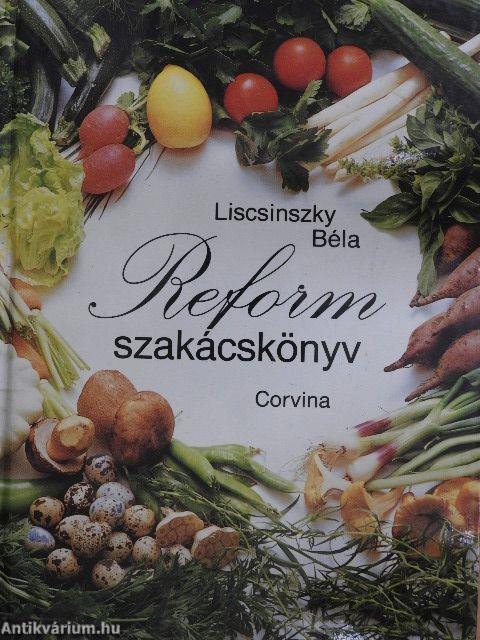 Liscsinszky
Béla
Reform
szakácskönyv
Corvina
Antikvárium.hu